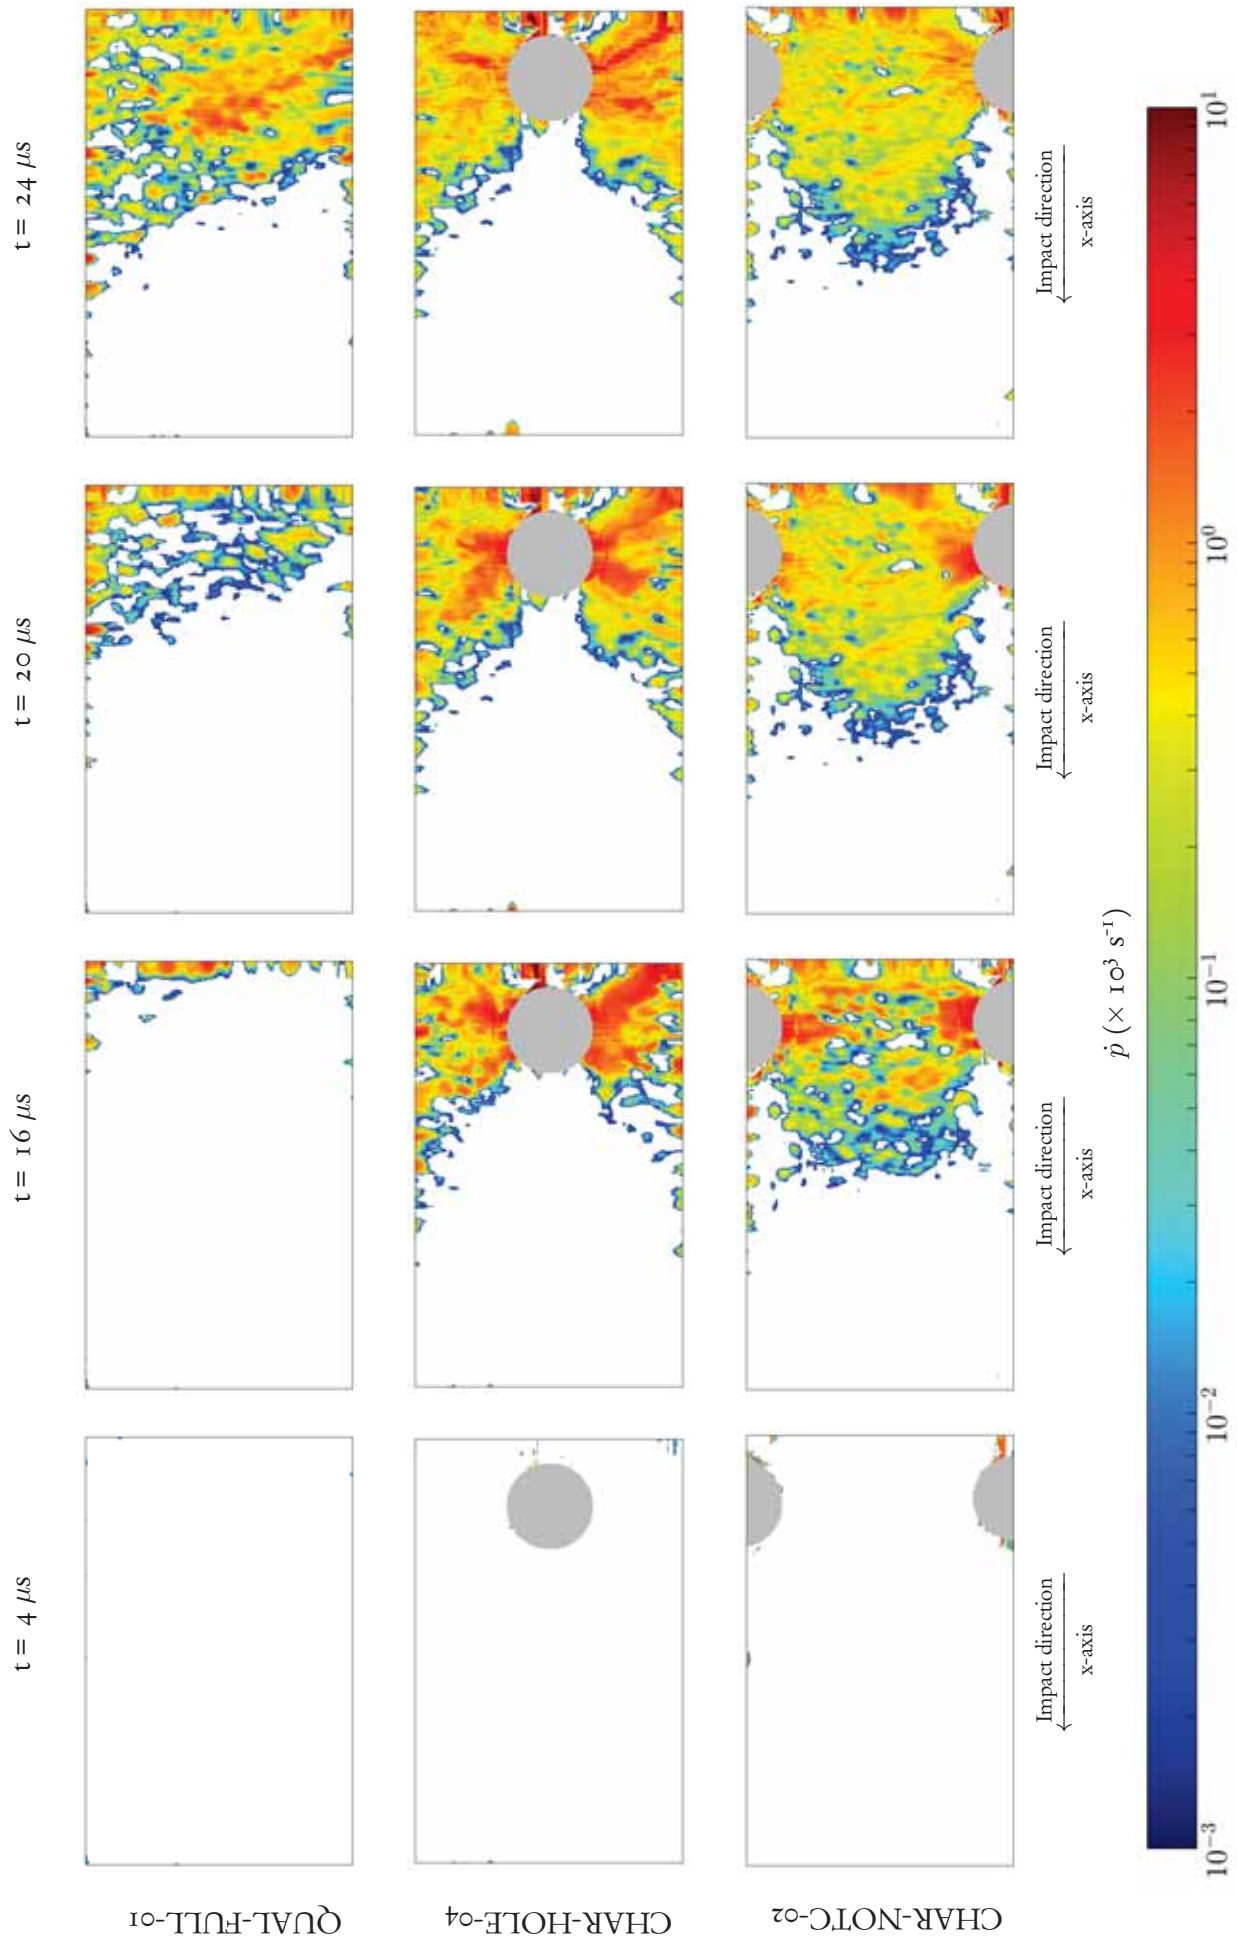 t = 24 µs
t = 20 µs
t = 16 µs
t = 4 µs
QUAL-FULL-01
CHAR-HOLE-04
CHAR-NOTC-02
Impact direction
x-axis
Impact direction
x-axis
Impact direction
x-axis
Impact direction
x-axis
ṗ (× 10³ s⁻¹)
10¹
10⁰
10⁻¹
10⁻²
10⁻³